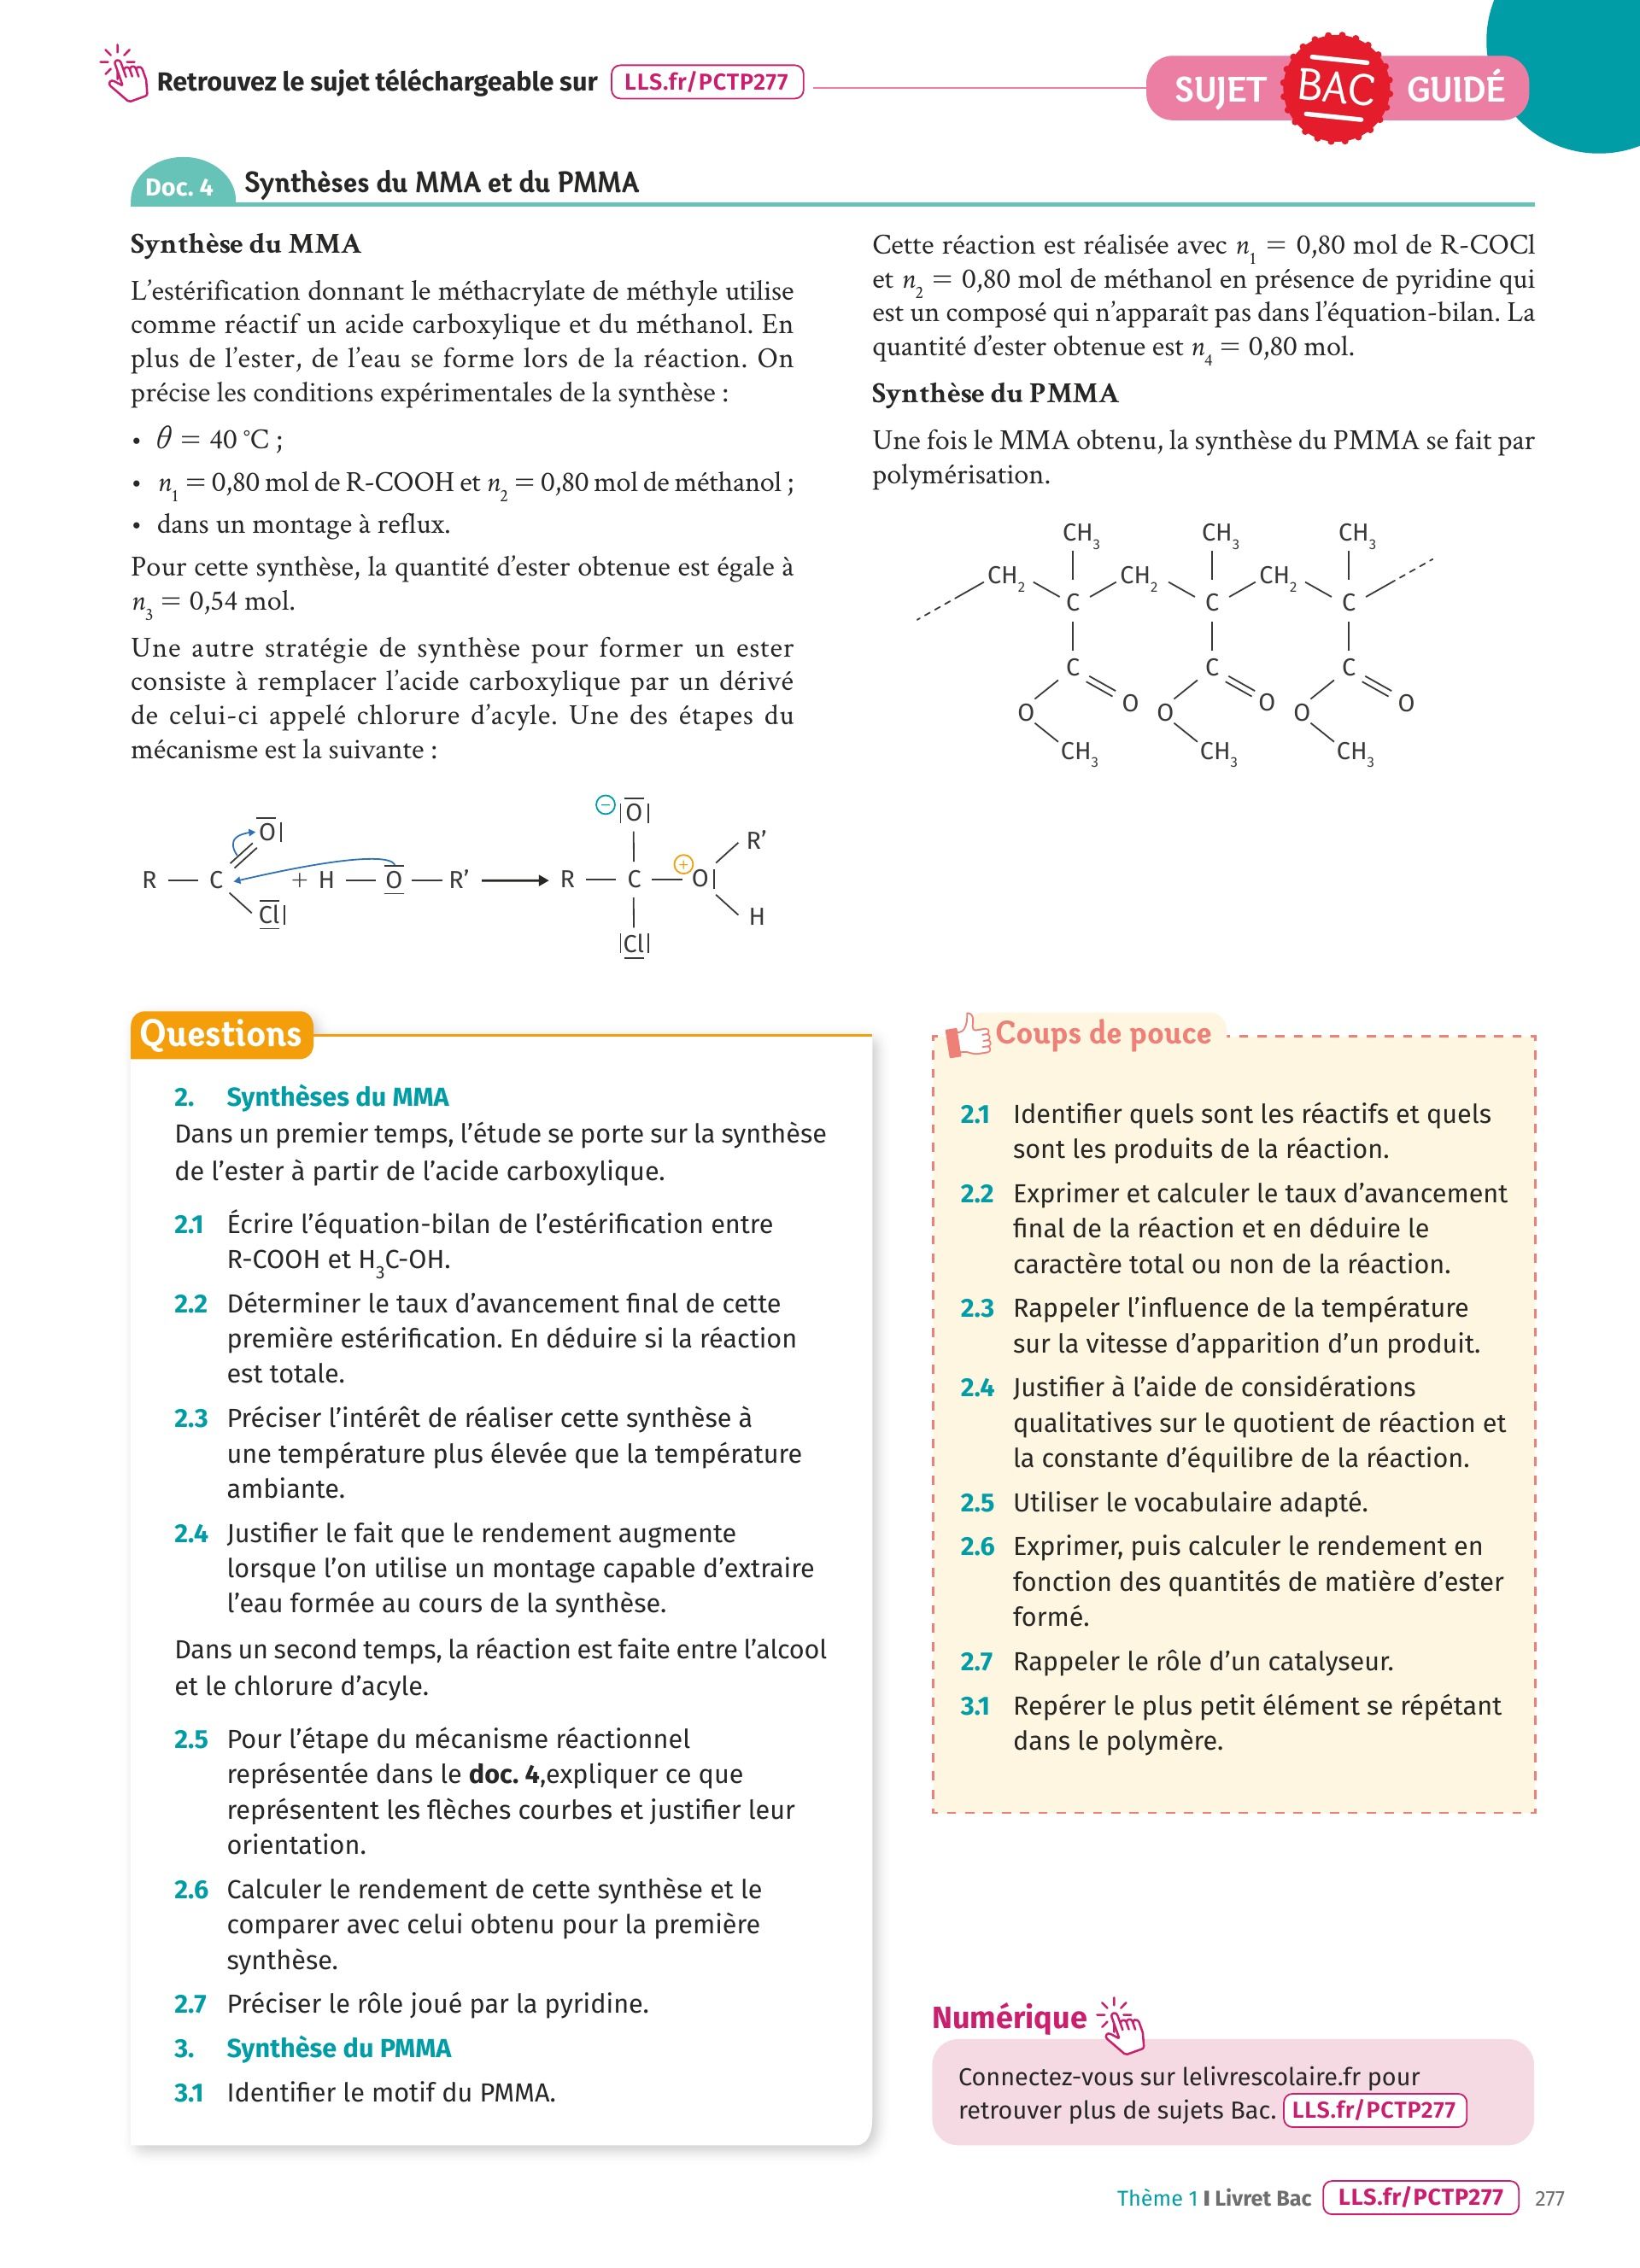 Retrouvez le sujet téléchargeable sur LLS.fr/PCTP277
SUJET BAC GUIDÉ
Doc. 4 Synthèses du MMA et du PMMA
Synthèse du MMA
L’estérification donnant le méthacrylate de méthyle utilise
comme réactif un acide carboxylique et du méthanol. En
plus de l’ester, de l’eau se forme lors de la réaction. On
précise les conditions expérimentales de la synthèse :
• θ = 40 °C ;
• n₁ = 0,80 mol de R-COOH et n₂ = 0,80 mol de méthanol ;
• dans un montage à reflux.
Pour cette synthèse, la quantité d’ester obtenue est égale à
n₃ = 0,54 mol.
Une autre stratégie de synthèse pour former un ester
consiste à remplacer l’acide carboxylique par un dérivé
de celui-ci appelé chlorure d’acyle. Une des étapes du
mécanisme est la suivante :
O
R — C + H — O — R’
Cl
− O
R — C — + O
R’
H
Cl
Cette réaction est réalisée avec n₁ = 0,80 mol de R-COCl
et n₂ = 0,80 mol de méthanol en présence de pyridine qui
est un composé qui n’apparaît pas dans l’équation-bilan. La
quantité d’ester obtenue est n₄ = 0,80 mol.
Synthèse du PMMA
Une fois le MMA obtenu, la synthèse du PMMA se fait par
polymérisation.
CH₃ CH₃ CH₃
CH₂ CH₂ CH₂
C C C
C C C
O O O O O O
CH₃ CH₃ CH₃
Questions
2. Synthèses du MMA
Dans un premier temps, l’étude se porte sur la synthèse
de l’ester à partir de l’acide carboxylique.
2.1 Écrire l’équation-bilan de l’estérification entre
R-COOH et H₃C-OH.
2.2 Déterminer le taux d’avancement final de cette
première estérification. En déduire si la réaction
est totale.
2.3 Préciser l’intérêt de réaliser cette synthèse à
une température plus élevée que la température
ambiante.
2.4 Justifier le fait que le rendement augmente
lorsque l’on utilise un montage capable d’extraire
l’eau formée au cours de la synthèse.
Dans un second temps, la réaction est faite entre l’alcool
et le chlorure d’acyle.
2.5 Pour l’étape du mécanisme réactionnel
représentée dans le doc. 4,expliquer ce que
représentent les flèches courbes et justifier leur
orientation.
2.6 Calculer le rendement de cette synthèse et le
comparer avec celui obtenu pour la première
synthèse.
2.7 Préciser le rôle joué par la pyridine.
3. Synthèse du PMMA
3.1 Identifier le motif du PMMA.
Coups de pouce
2.1 Identifier quels sont les réactifs et quels
sont les produits de la réaction.
2.2 Exprimer et calculer le taux d’avancement
final de la réaction et en déduire le
caractère total ou non de la réaction.
2.3 Rappeler l’influence de la température
sur la vitesse d’apparition d’un produit.
2.4 Justifier à l’aide de considérations
qualitatives sur le quotient de réaction et
la constante d’équilibre de la réaction.
2.5 Utiliser le vocabulaire adapté.
2.6 Exprimer, puis calculer le rendement en
fonction des quantités de matière d’ester
formé.
2.7 Rappeler le rôle d’un catalyseur.
3.1 Repérer le plus petit élément se répétant
dans le polymère.
Numérique
Connectez-vous sur lelivrescolaire.fr pour
retrouver plus de sujets Bac. LLS.fr/PCTP277
Thème 1 I Livret Bac LLS.fr/PCTP277 277